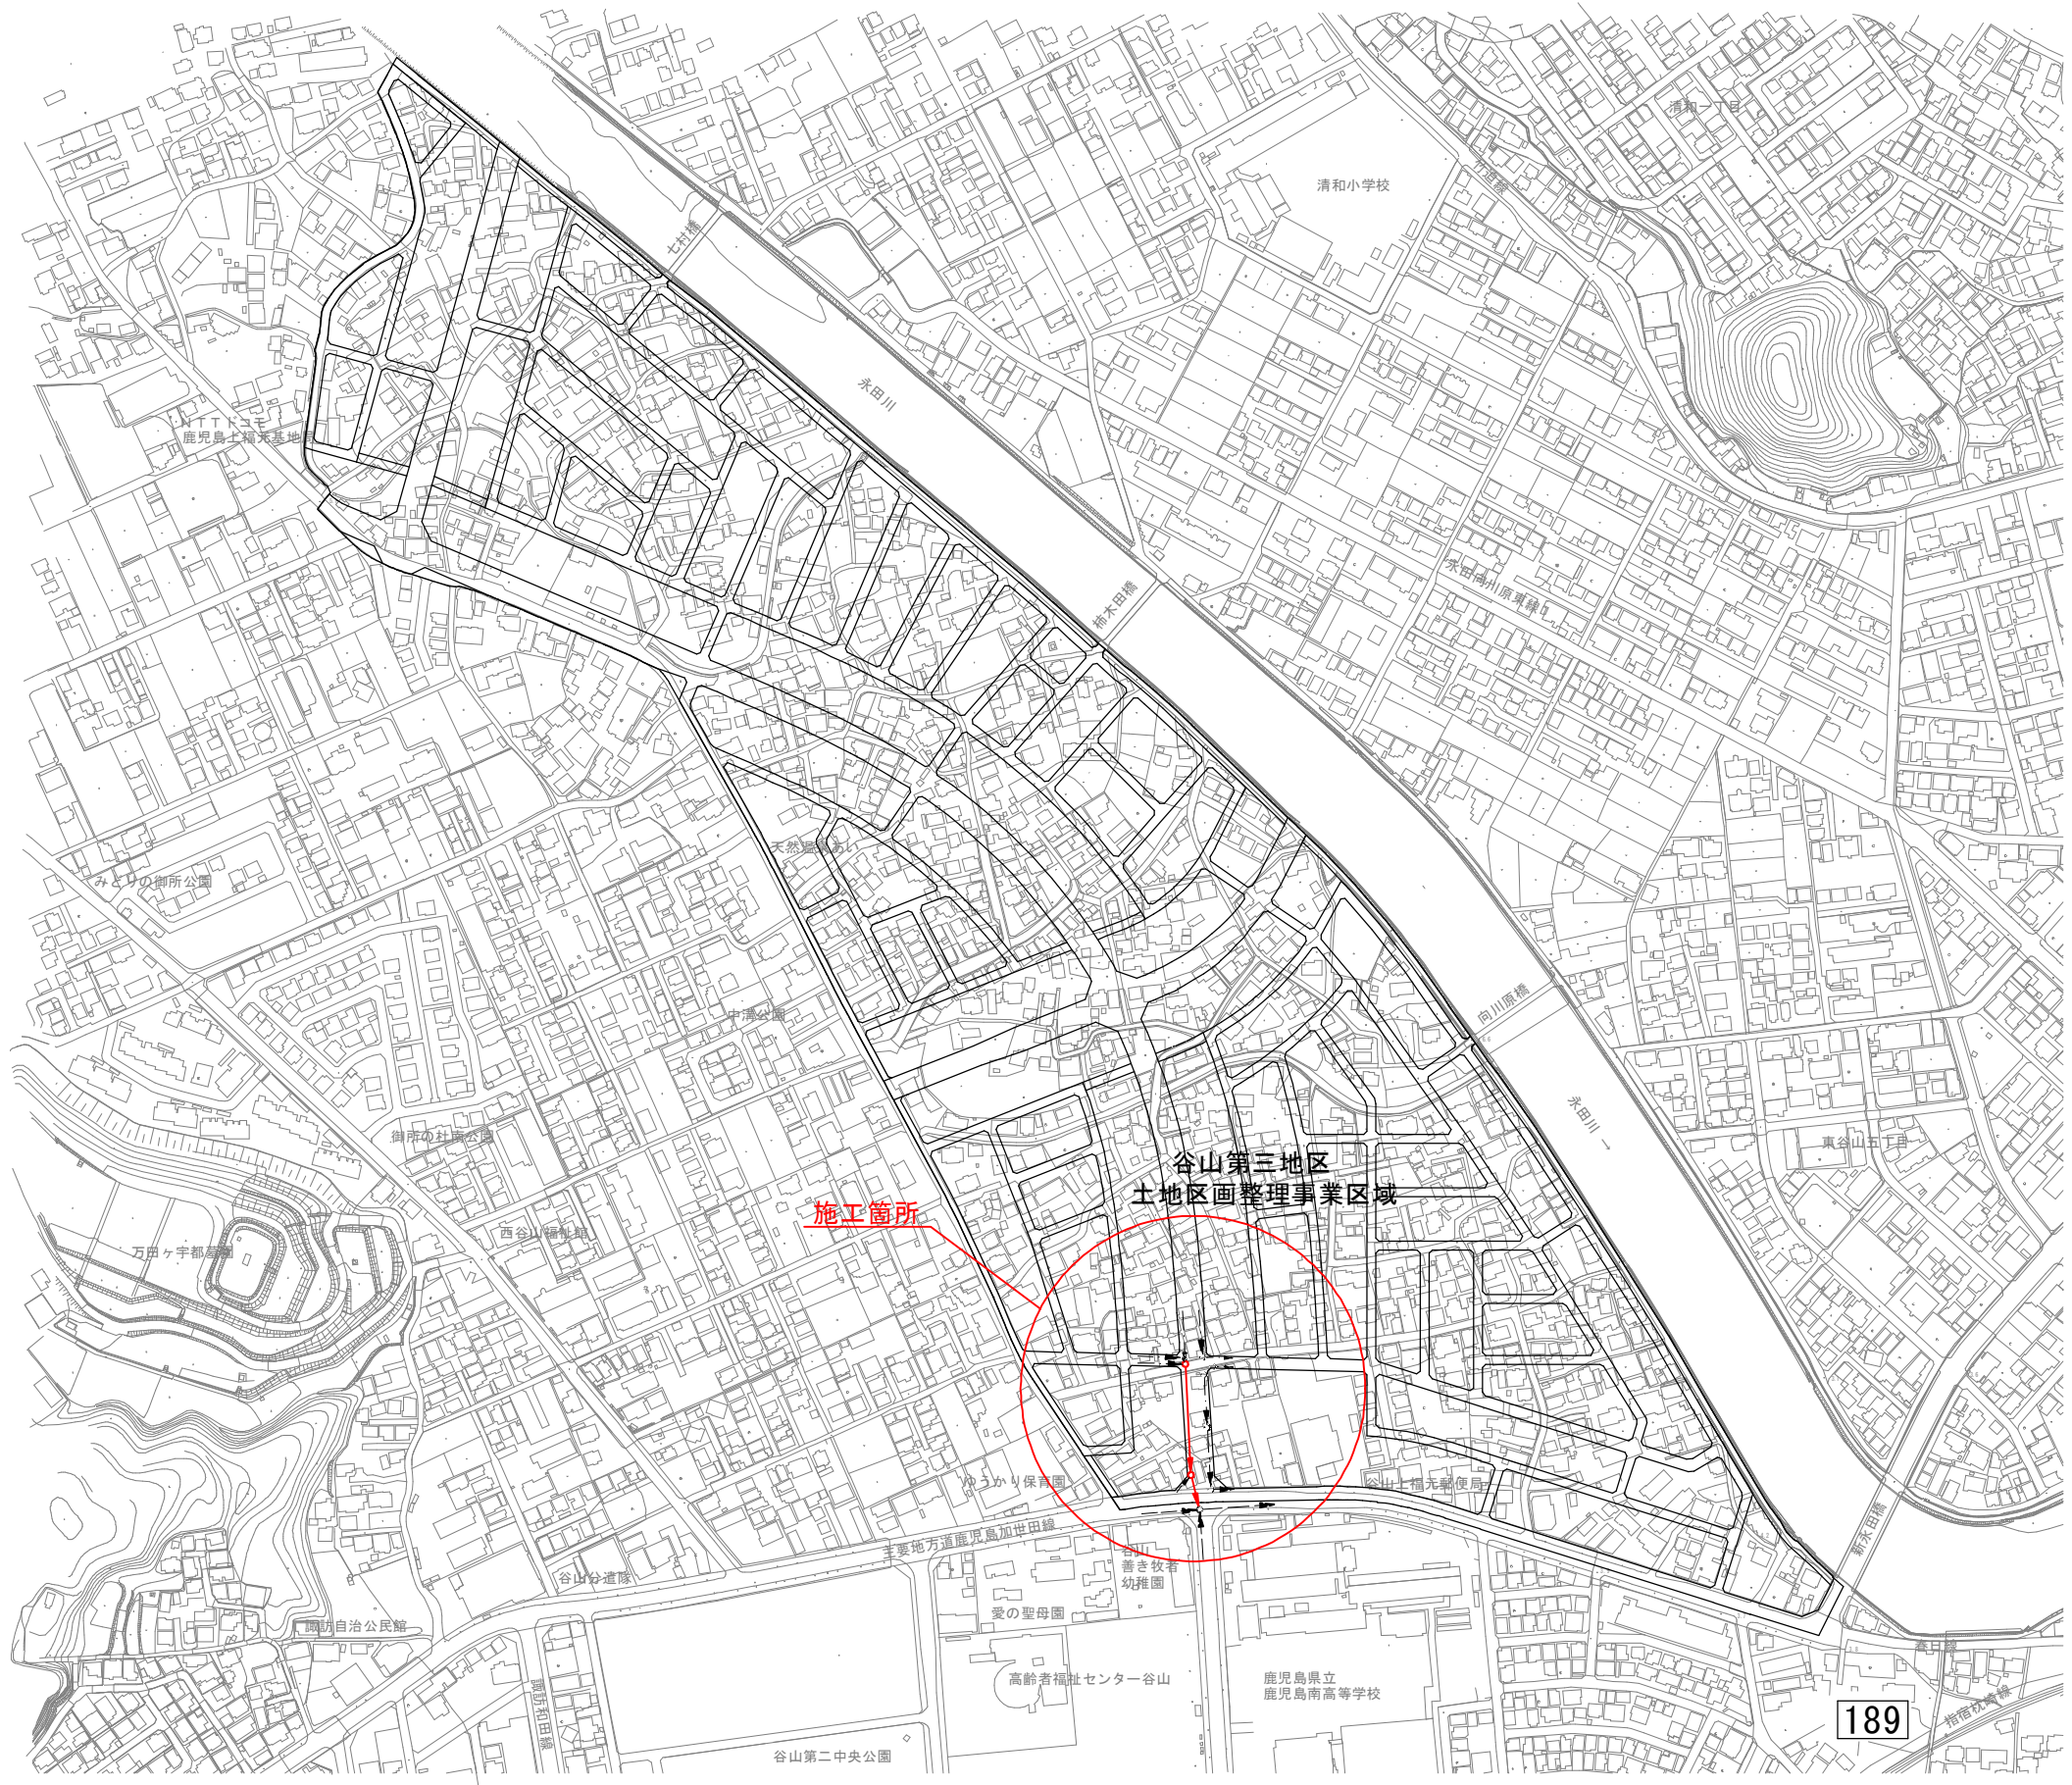 清和一丁目
清和小学校
七村橋
永田川
ＮＴＴドコモ
鹿児島上福元基地局
柿木田橋
永田向川原東線
みどりの御所公園
中溝公園
向川原橋
永田川 →
御所の杜南公園
東谷山五丁目
谷山第三地区
土地区画整理事業区域
施工箇所
西谷山福祉館
万田ヶ宇都墓園
ゆうかり保育園
谷山上福元郵便局
主要地方道鹿児島加世田線
新永田橋
谷山
善き牧者
幼稚園
谷山分遣隊
愛の聖母園
諏訪自治公民館
春日線
高齢者福祉センター谷山
鹿児島県立
鹿児島南高等学校
諏訪和田線
指宿枕崎線
谷山第二中央公園
189